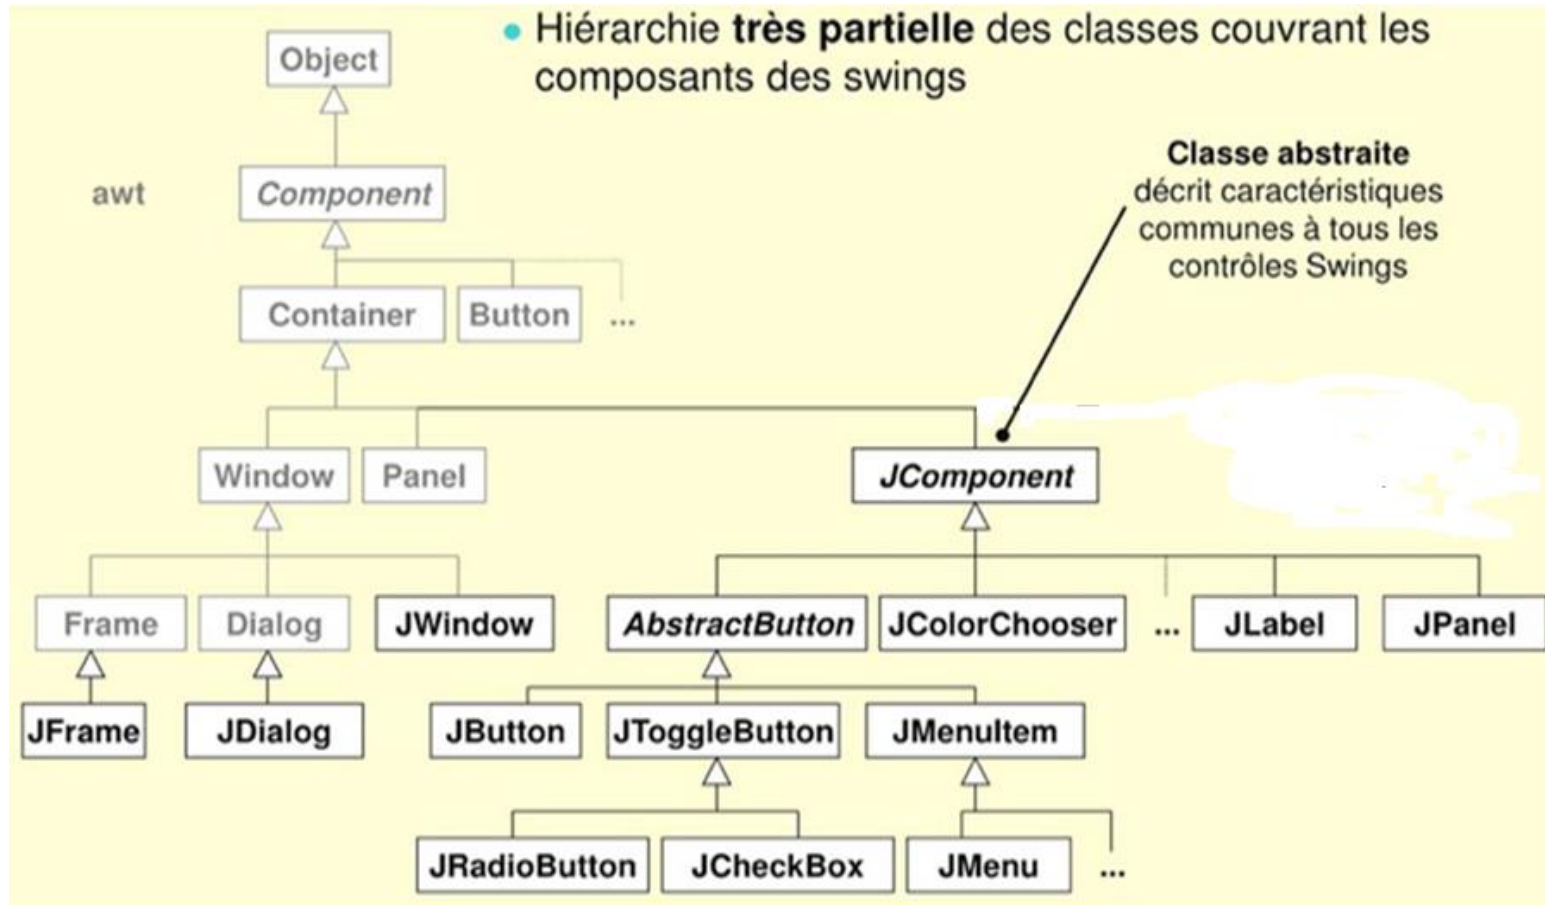 • Hiérarchie très partielle des classes couvrant les
composants des swings
Object
Classe abstraite
décrit caractéristiques
communes à tous les
contrôles Swings
awt
Component
Container
Button
...
Window
Panel
JComponent
Frame
Dialog
JWindow
AbstractButton
JColorChooser
...
JLabel
JPanel
JFrame
JDialog
JButton
JToggleButton
JMenuItem
JRadioButton
JCheckBox
JMenu
...